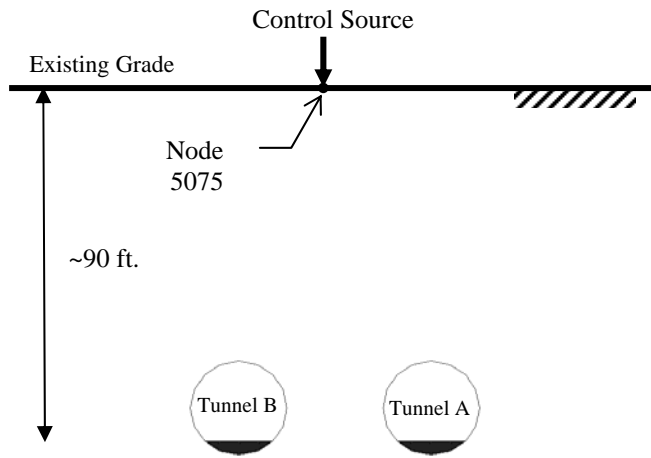 Control Source
Existing Grade
Node
5075
~90 ft.
Tunnel B
Tunnel A